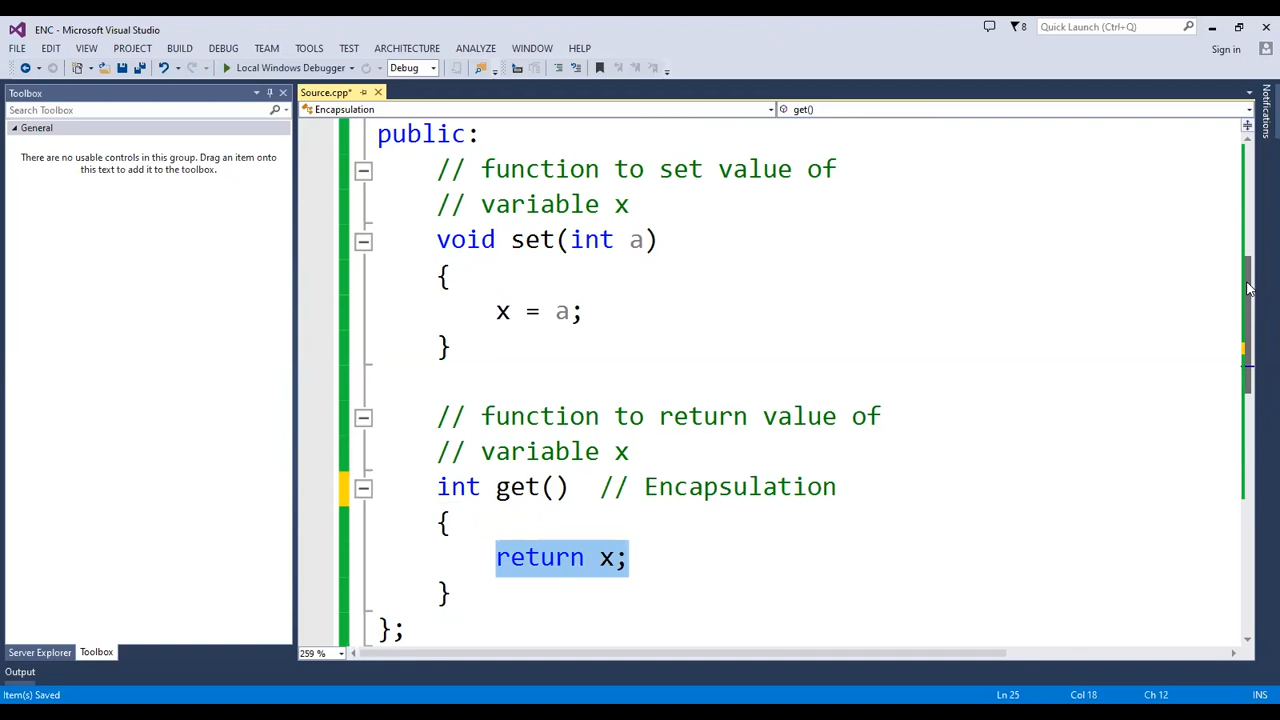 ENC - Microsoft Visual Studio
8
Quick Launch (Ctrl+Q)
FILE EDIT VIEW PROJECT BUILD DEBUG TEAM TOOLS TEST ARCHITECTURE ANALYZE WINDOW HELP
Sign in
Local Windows Debugger Debug
Toolbox
Source.cpp*
Search Toolbox
Encapsulation
get()
Notifications
General
There are no usable controls in this group. Drag an item onto
this text to add it to the toolbox.
public:
// function to set value of
// variable x
void set(int a)
{
x = a;
}
// function to return value of
// variable x
int get() // Encapsulation
{
return x;
}
};
Server Explorer Toolbox
259 %
Output
Item(s) Saved
Ln 25 Col 18 Ch 12 INS